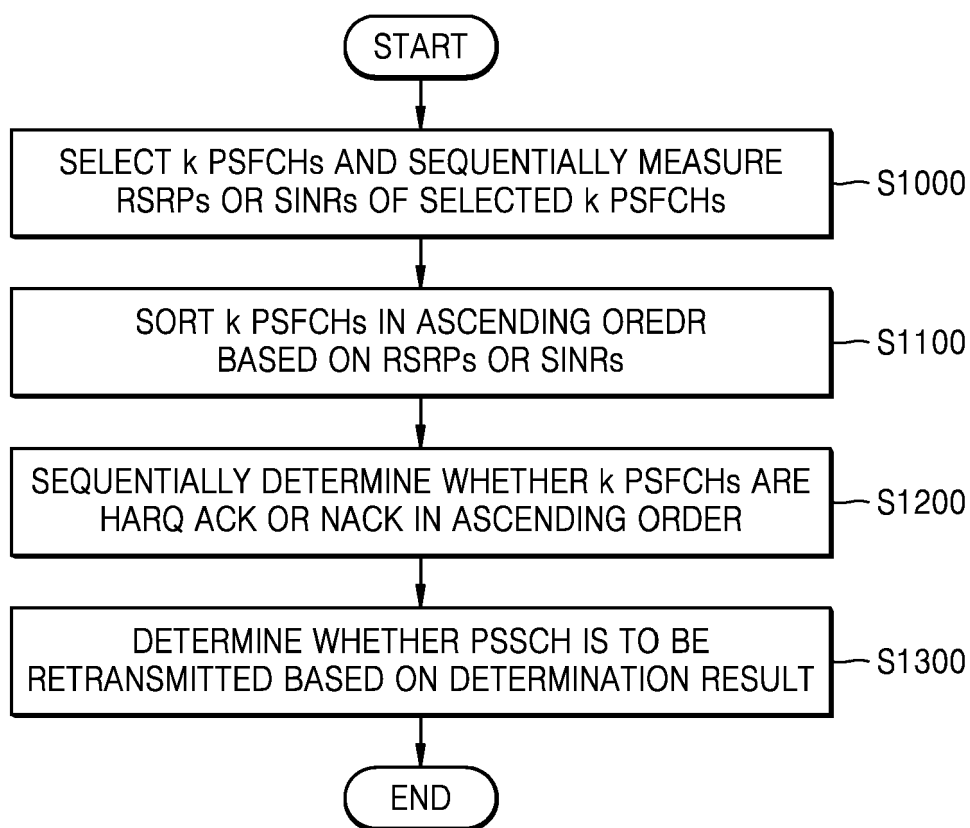 START
SELECT k PSFCHs AND SEQUENTIALLY MEASURE
RSRPs OR SINRs OF SELECTED k PSFCHs
S1000
SORT k PSFCHs IN ASCENDING OREDR
BASED ON RSRPs OR SINRs
S1100
SEQUENTIALLY DETERMINE WHETHER k PSFCHs ARE
HARQ ACK OR NACK IN ASCENDING ORDER
S1200
DETERMINE WHETHER PSSCH IS TO BE
RETRANSMITTED BASED ON DETERMINATION RESULT
S1300
END